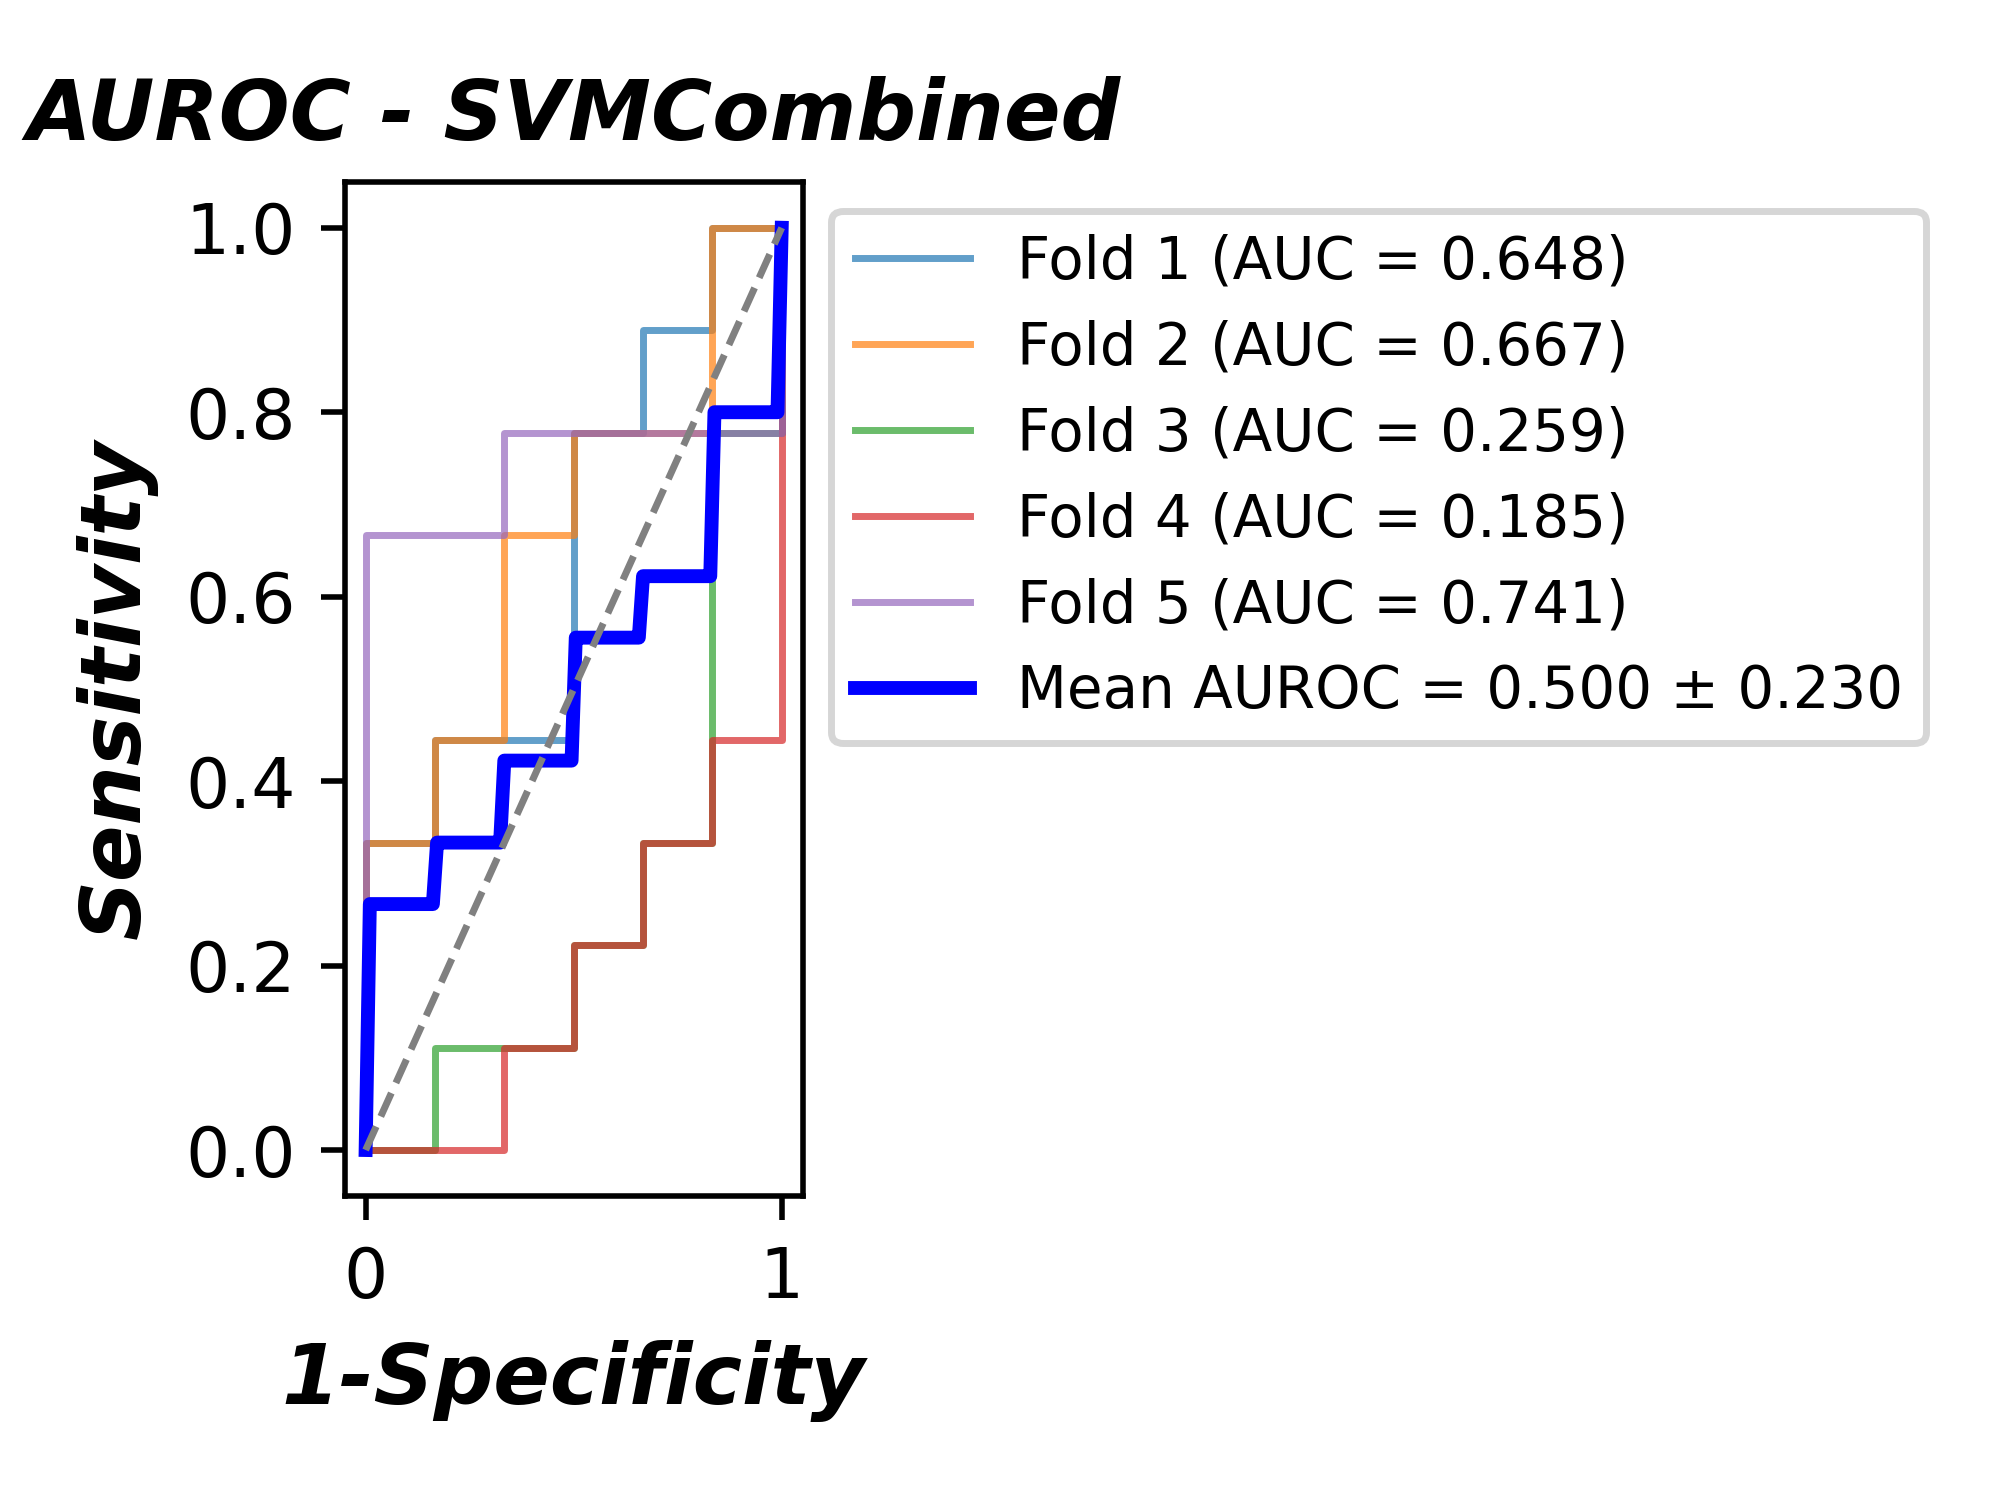 AUROC - SVMCombined
Sensitivity
1.0
0.8
0.6
0.4
0.2
0.0
0 1
1-Specificity
Fold 1 (AUC = 0.648)
Fold 2 (AUC = 0.667)
Fold 3 (AUC = 0.259)
Fold 4 (AUC = 0.185)
Fold 5 (AUC = 0.741)
Mean AUROC = 0.500 ± 0.230